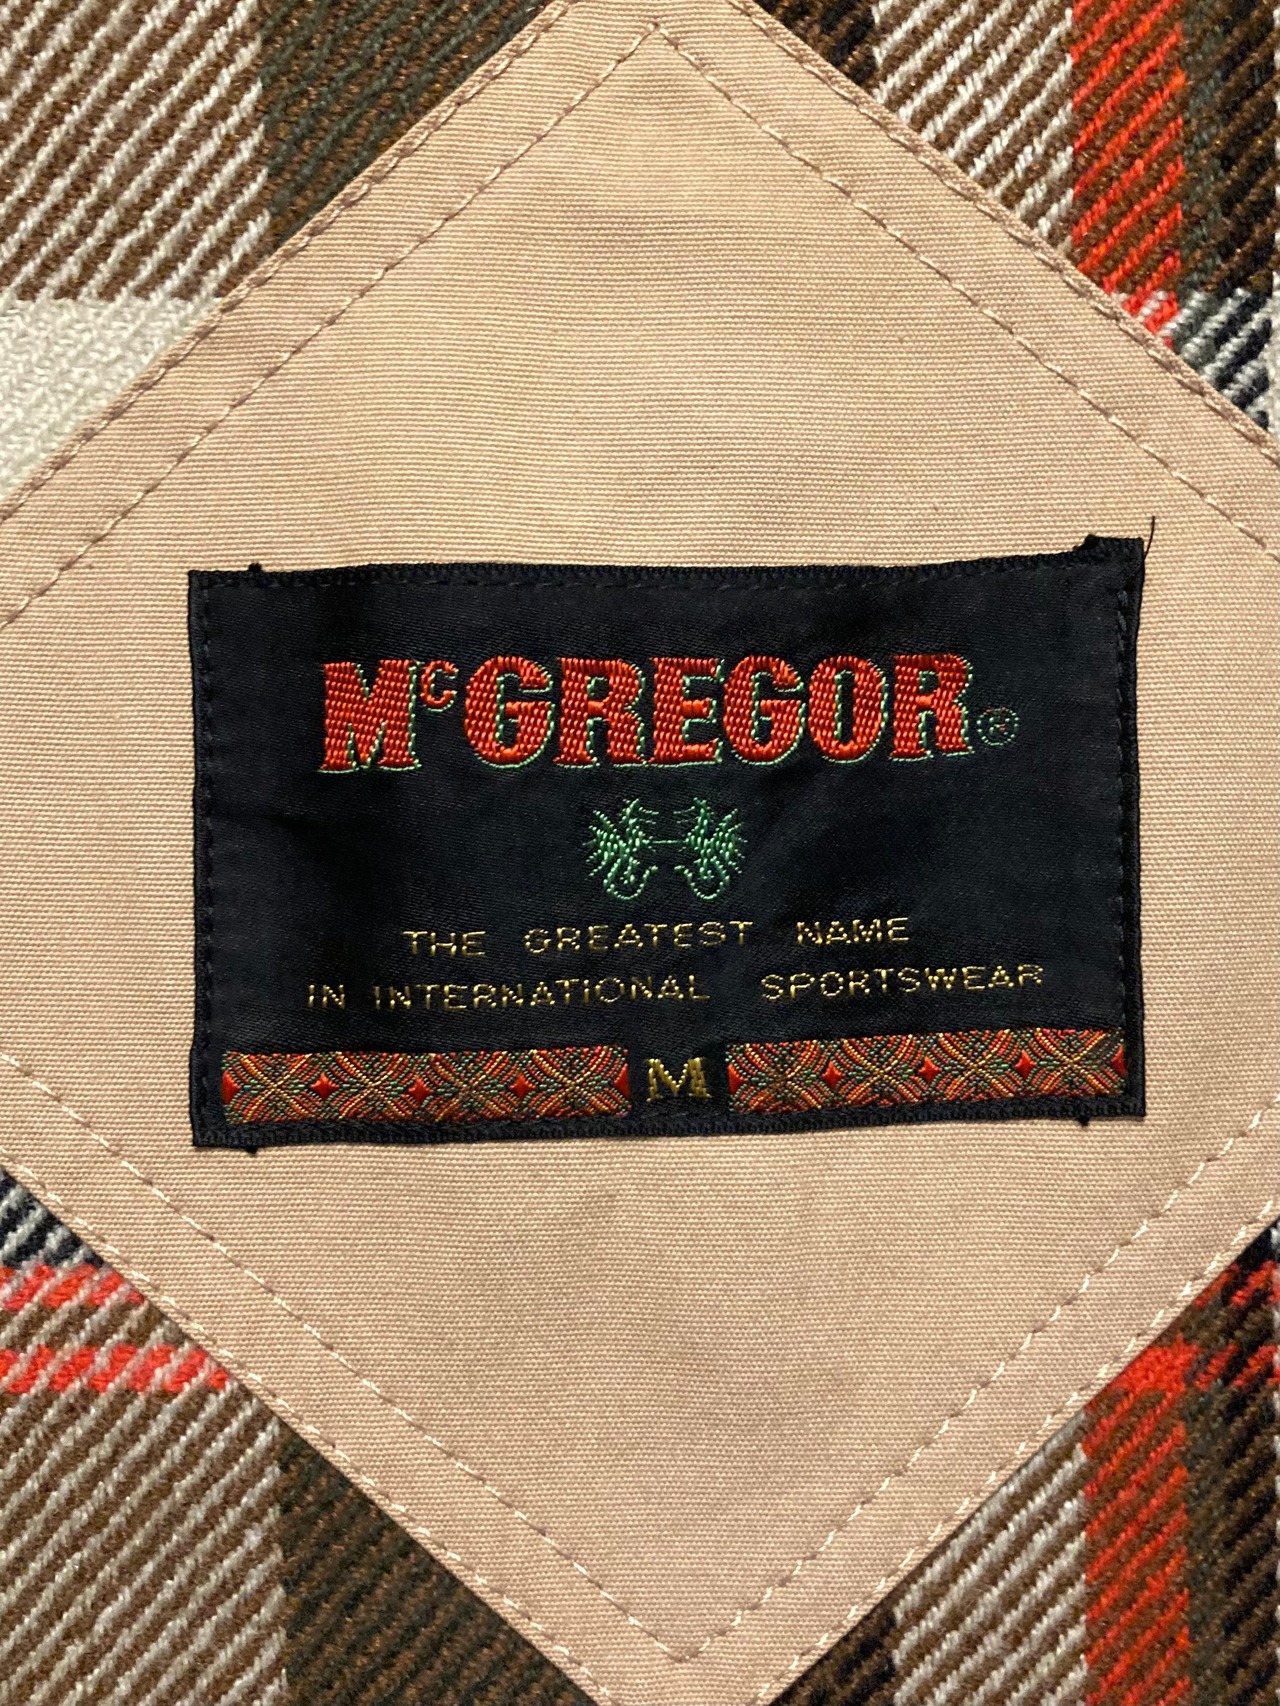 McGREGOR®
THE GREATEST NAME
IN INTERNATIONAL SPORTSWEAR
M